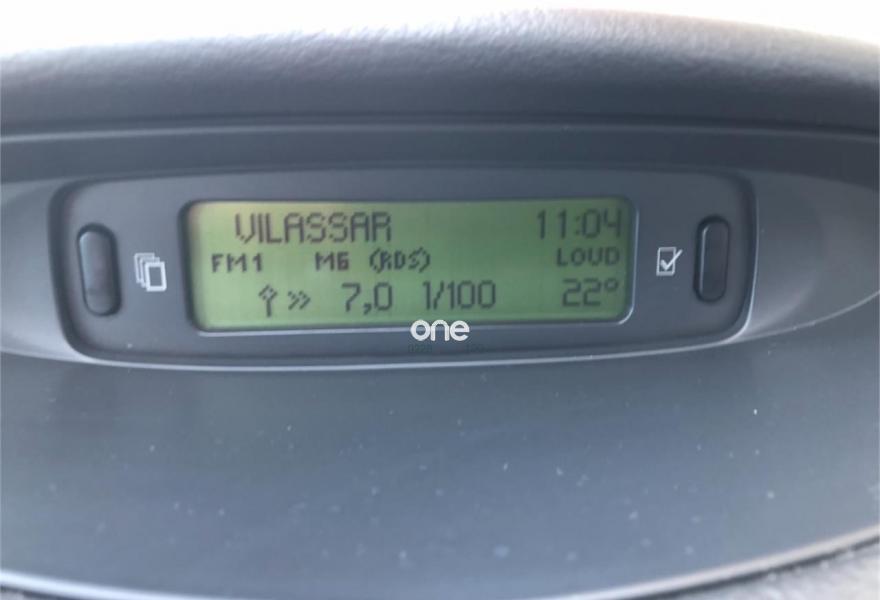 VILASSAR 11:04
FM1 M6 (RDS) LOUD
>> 7,0 l/100 22°
one